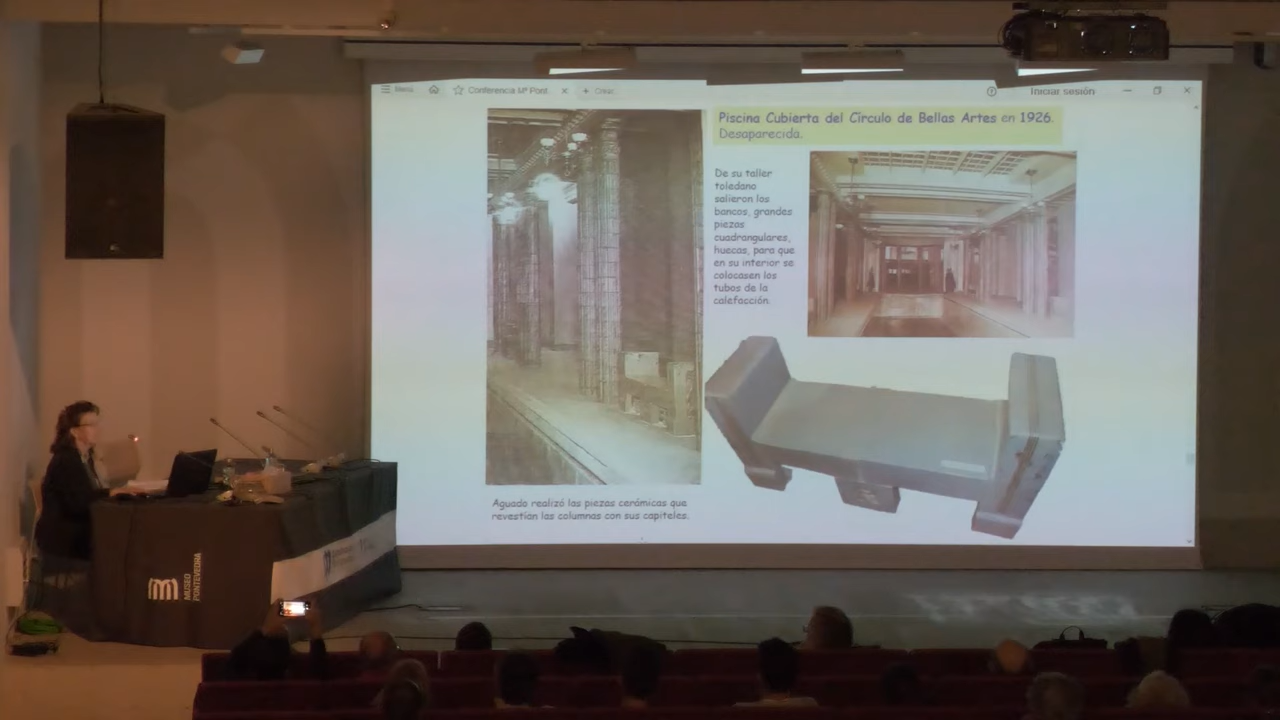 Menú
Conferencia Mª Pont
+ Crear
Iniciar sesión
Piscina Cubierta del Círculo de Bellas Artes en 1926.
Desaparecida.
De su taller
toledano
salieron los
bancos, grandes
piezas
cuadrangulares,
huecas, para que
en su interior se
colocasen los
tubos de la
calefacción.
Aguado realizó las piezas cerámicas que
revestían las columnas con sus capiteles.
MUSEO
PONTEVEDRA